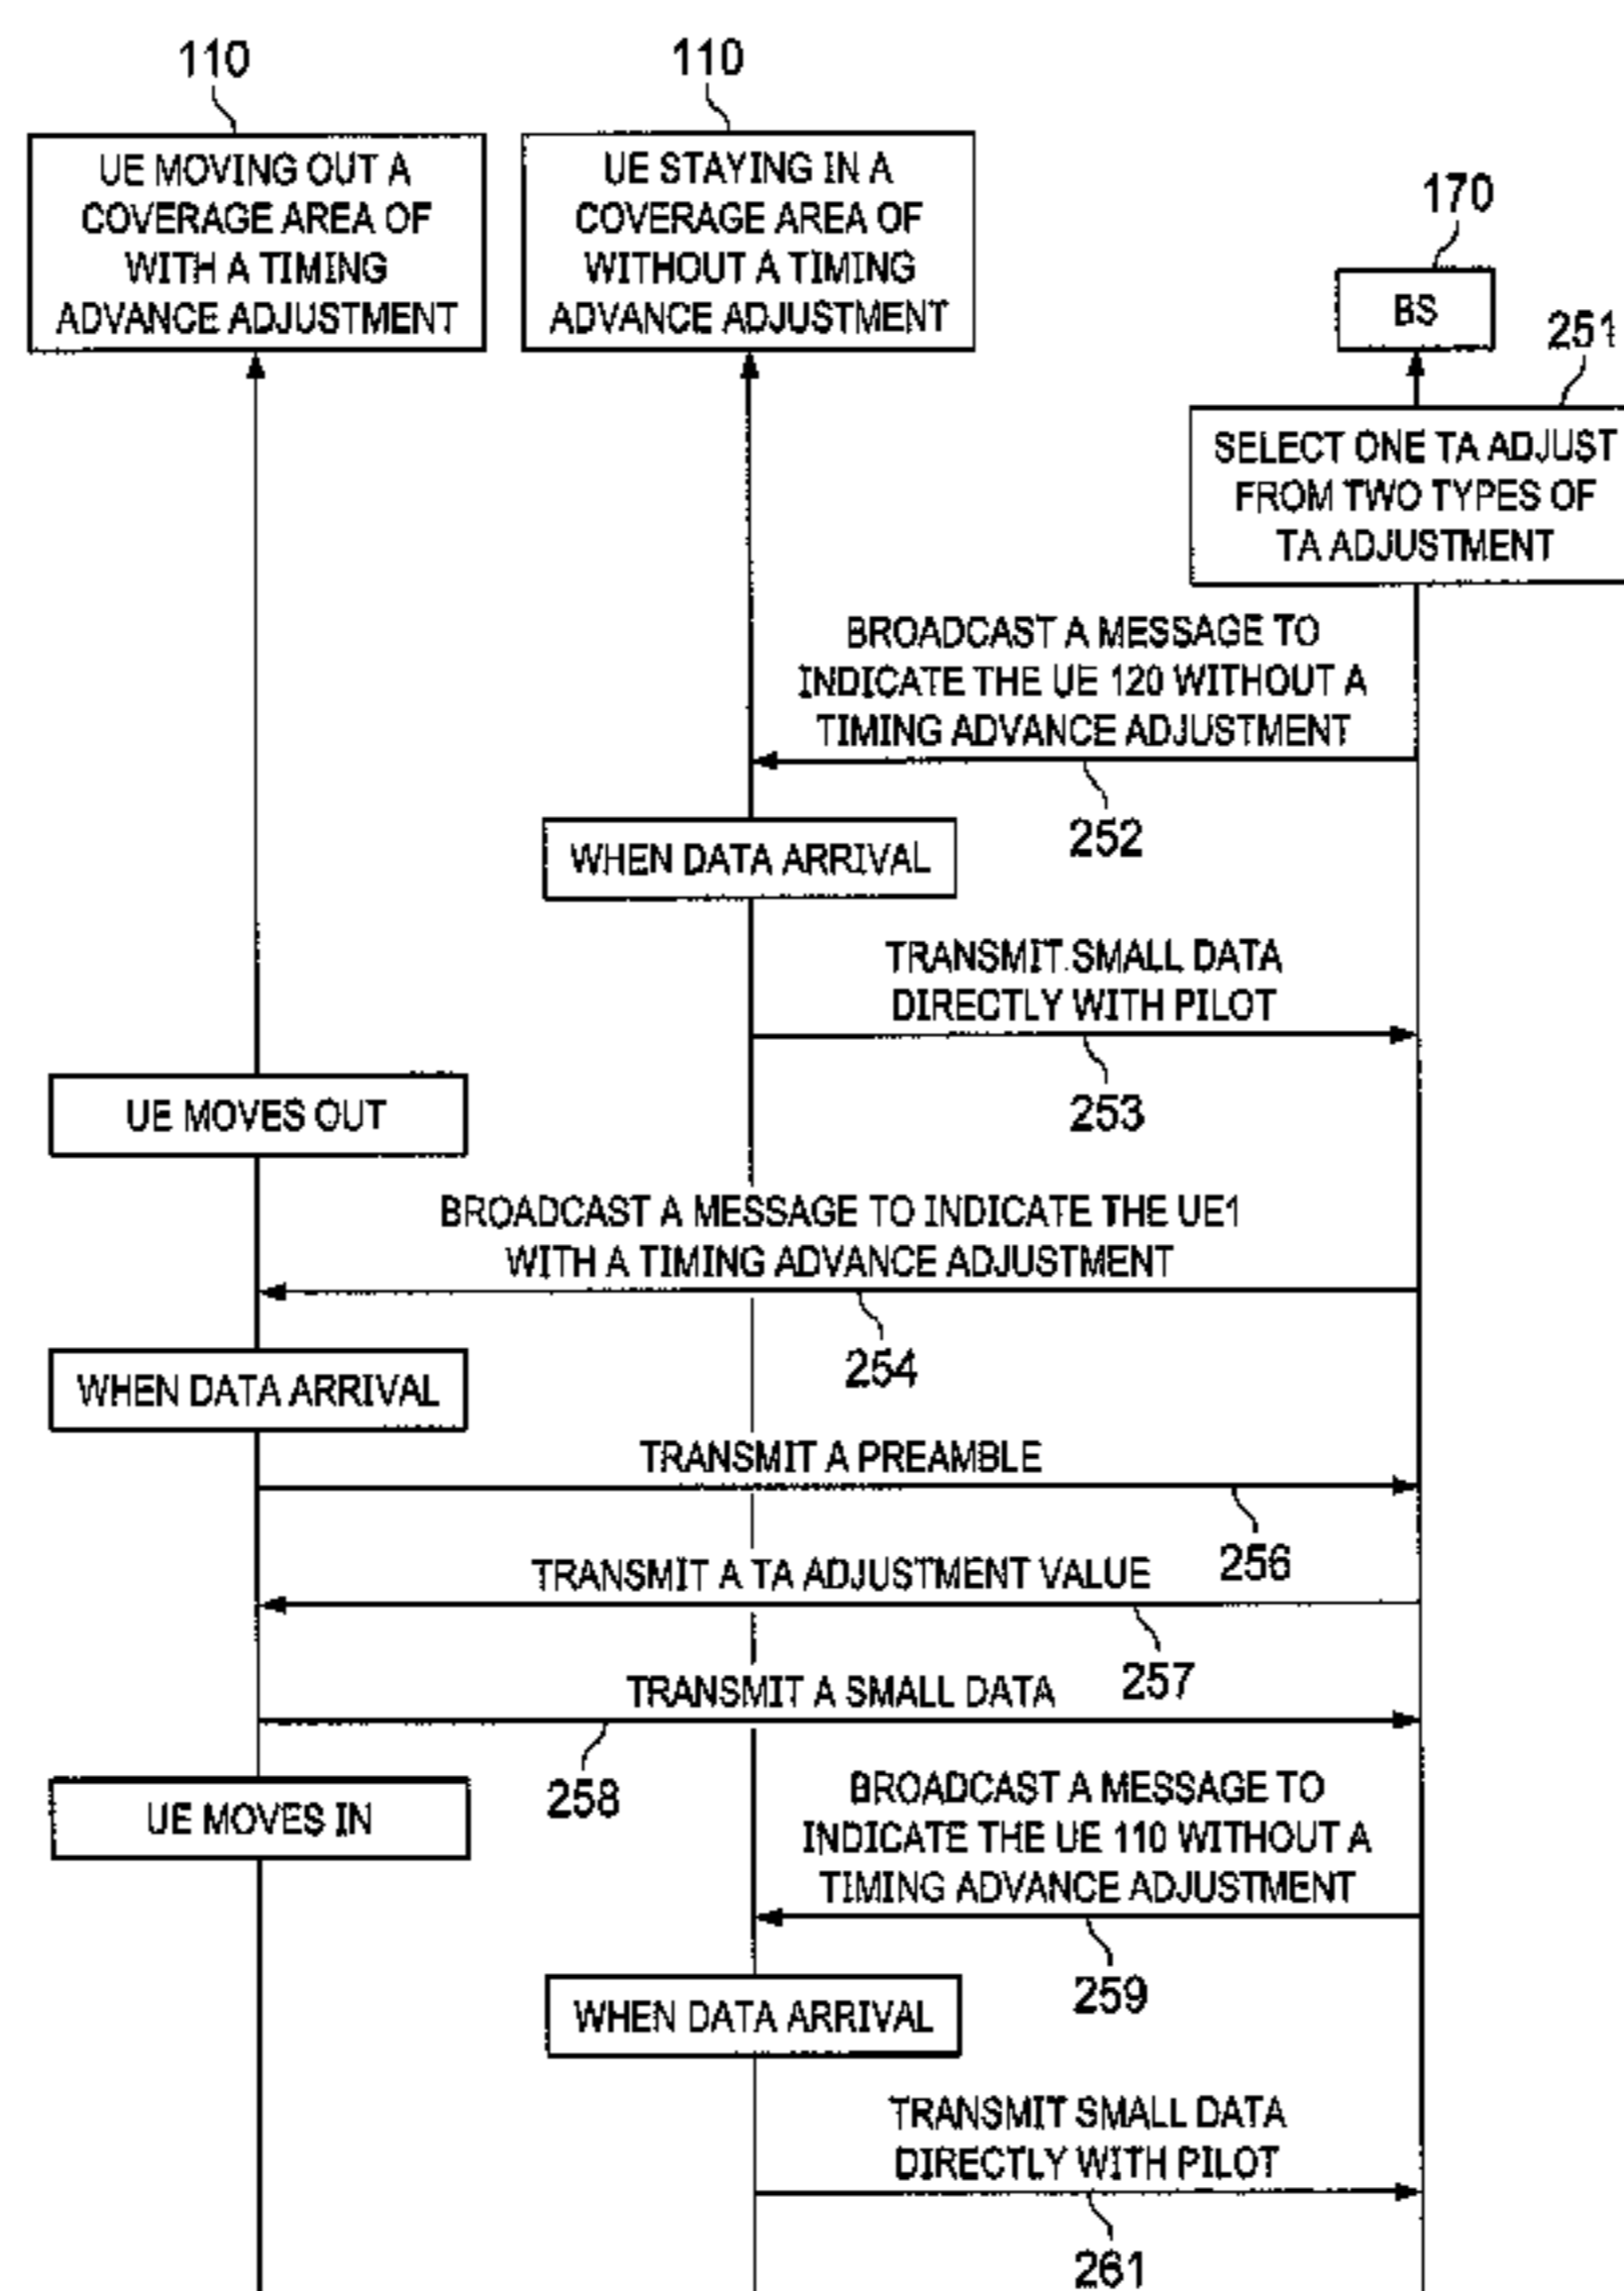 110
110
UE MOVING OUT A
COVERAGE AREA OF
WITH A TIMING
ADVANCE ADJUSTMENT
UE STAYING IN A
COVERAGE AREA OF
WITHOUT A TIMING
ADVANCE ADJUSTMENT
170
BS
251
SELECT ONE TA ADJUST
FROM TWO TYPES OF
TA ADJUSTMENT
BROADCAST A MESSAGE TO
INDICATE THE UE 120 WITHOUT A
TIMING ADVANCE ADJUSTMENT
252
WHEN DATA ARRIVAL
TRANSMIT SMALL DATA
DIRECTLY WITH PILOT
253
UE MOVES OUT
BROADCAST A MESSAGE TO INDICATE THE UE1
WITH A TIMING ADVANCE ADJUSTMENT
254
WHEN DATA ARRIVAL
TRANSMIT A PREAMBLE
256
TRANSMIT A TA ADJUSTMENT VALUE
257
TRANSMIT A SMALL DATA
258
UE MOVES IN
BROADCAST A MESSAGE TO
INDICATE THE UE 110 WITHOUT A
TIMING ADVANCE ADJUSTMENT
259
WHEN DATA ARRIVAL
TRANSMIT SMALL DATA
DIRECTLY WITH PILOT
261